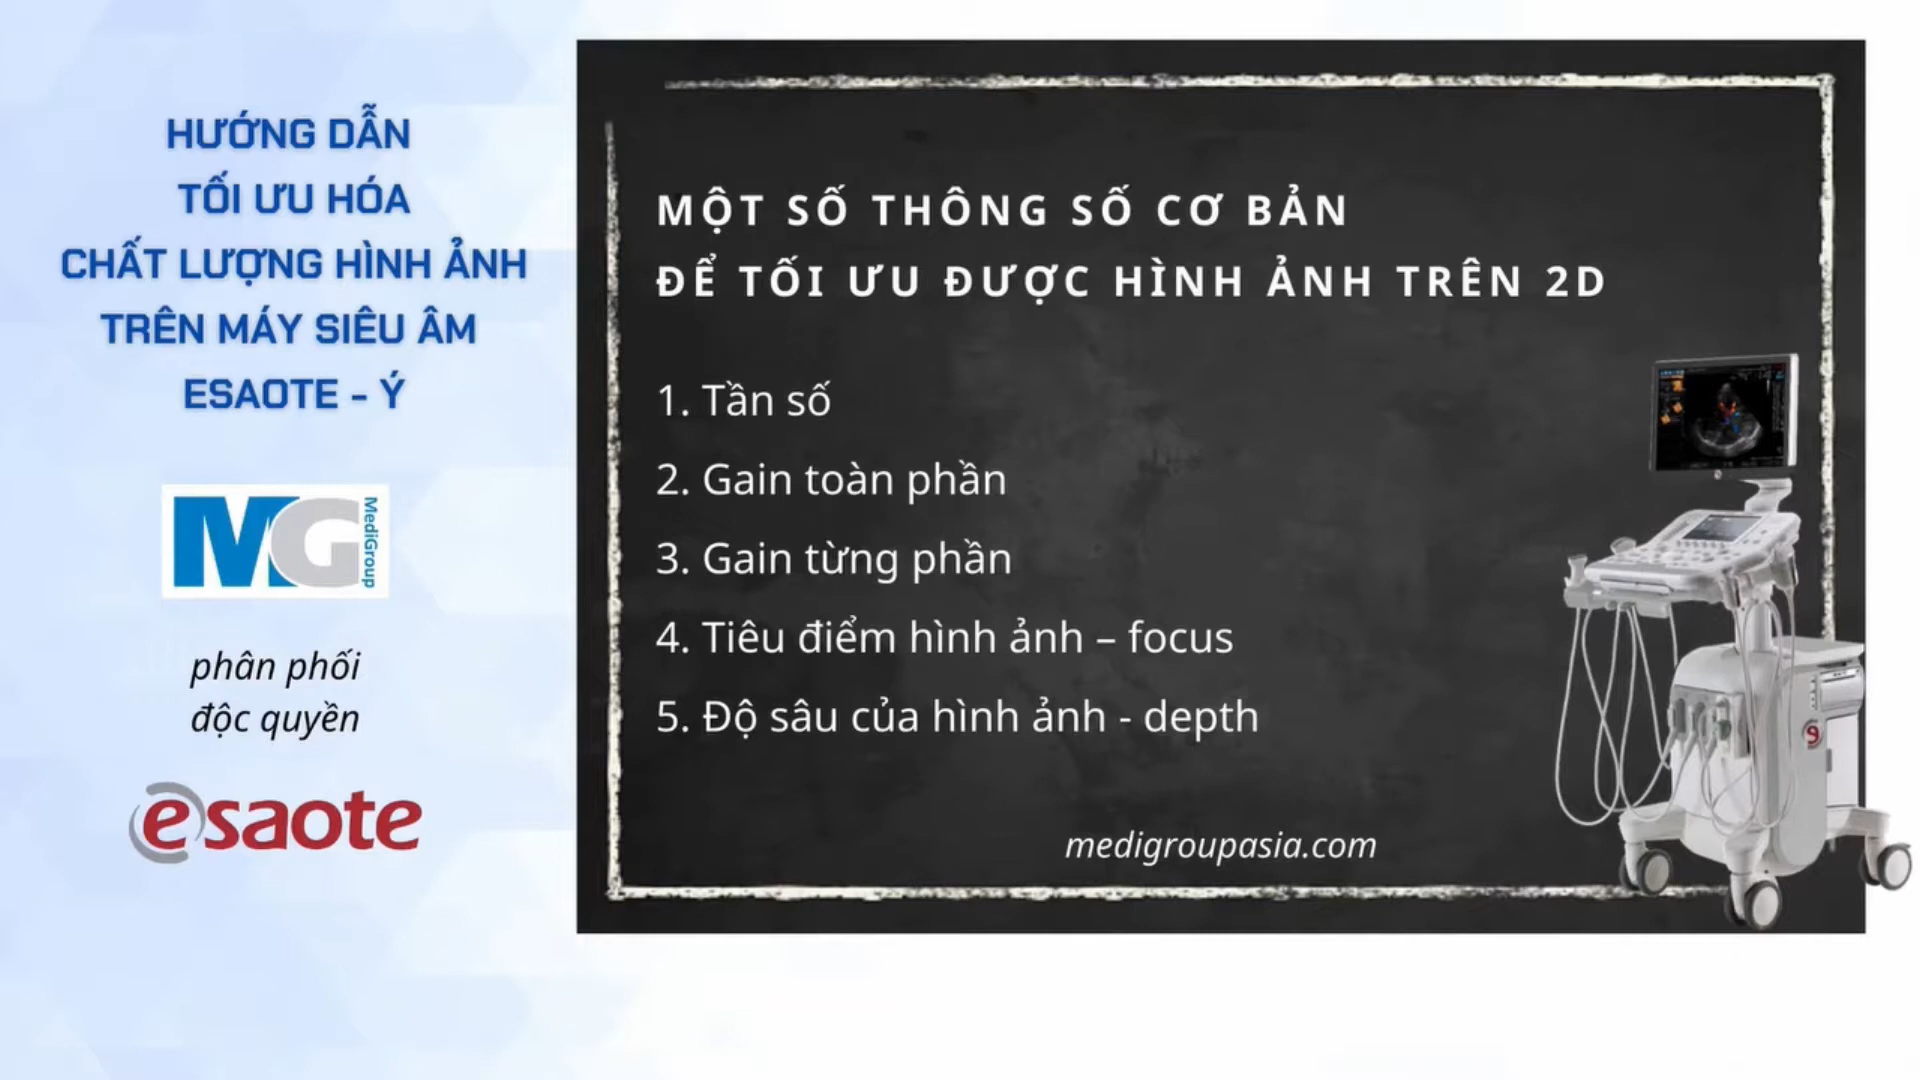 HƯỚNG DẪN
TỐI ƯU HÓA
CHẤT LƯỢNG HÌNH ẢNH
TRÊN MÁY SIÊU ÂM
ESAOTE - Ý
MG
MediGroup
phân phối
độc quyền
esaote
MỘT SỐ THÔNG SỐ CƠ BẢN
ĐỂ TỐI ƯU ĐƯỢC HÌNH ẢNH TRÊN 2D
1. Tần số
2. Gain toàn phần
3. Gain từng phần
4. Tiêu điểm hình ảnh – focus
5. Độ sâu của hình ảnh - depth
medigroupasia.com